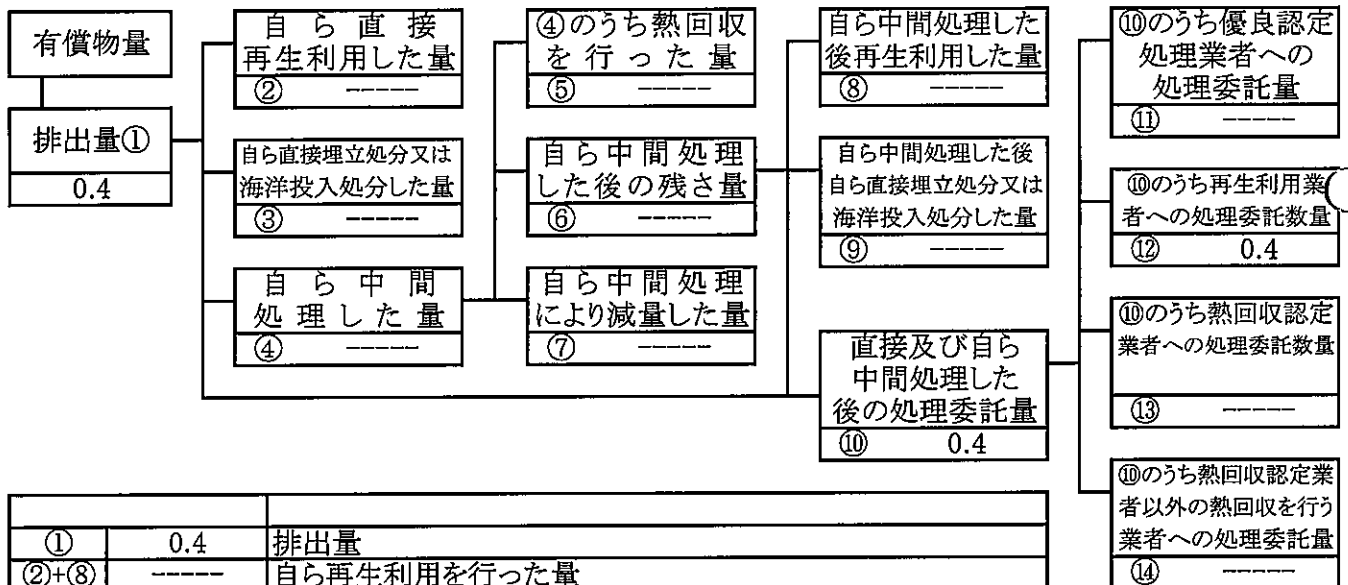 有償物量
排出量①
0.4
自ら直接
再生利用した量
② -----
自ら直接埋立処分又は
海洋投入処分した量
③ -----
自ら中間
処理した量
④ -----
④のうち熱回収
を行った量
⑤ -----
自ら中間処理
した後の残さ量
⑥ -----
自ら中間処理
により減量した量
⑦ -----
自ら中間処理した
後再生利用した量
⑧ -----
自ら中間処理した後
自ら直接埋立処分又は
海洋投入処分した量
⑨ -----
直接及び自ら
中間処理した
後の処理委託量
⑩ 0.4
⑩のうち優良認定
処理業者への
処理委託量
⑪ -----
⑩のうち再生利用業
者への処理委託数量
⑫ 0.4
⑩のうち熱回収認定
業者への処理委託数量
⑬ -----
⑩のうち熱回収認定業
者以外の熱回収を行う
業者への処理委託量
⑭ -----
① 0.4 排出量
②+⑧ ------ 自ら再生利用を行った量